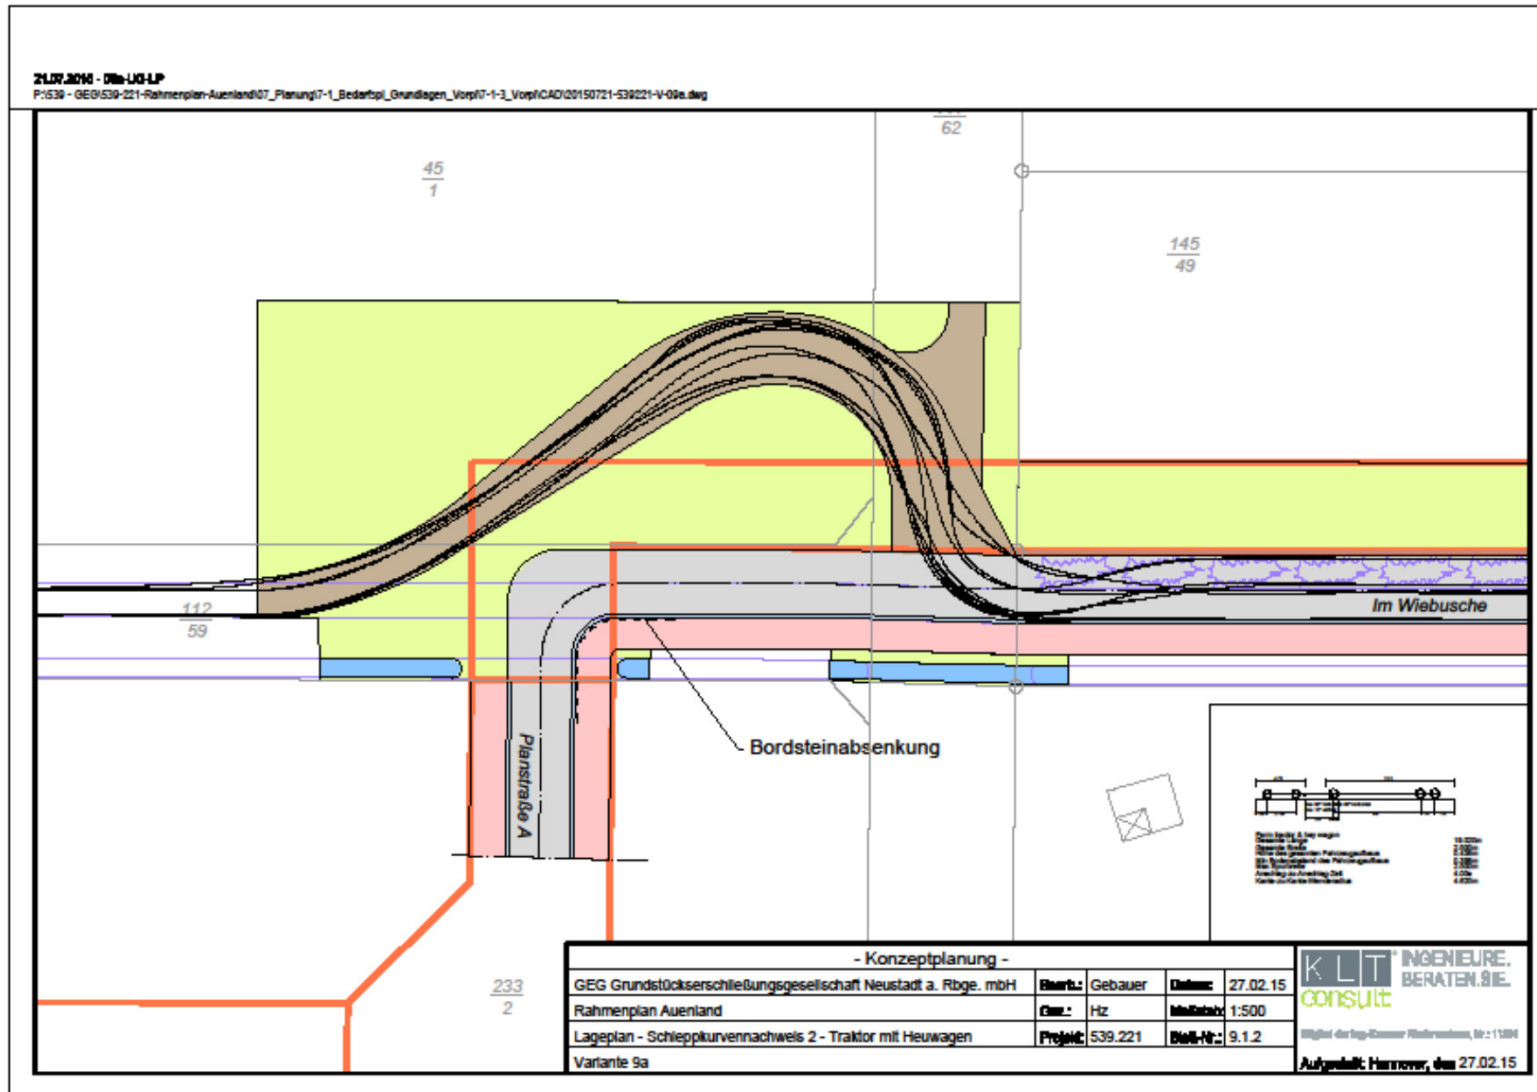 21.07.2016 - 09a-UG-LP
P:\539 - GEG\539-221-Rahmenplan-Auenland\07_Planung\7-1_Bedarfspl_Grundlagen_Vorpl\7-1-3_Vorpl\CAD\20150721-539221-V-09a.dwg
62
45
1
145
49
112
59
Im Wiebusche
Bordsteinabsenkung
Planstraße A
233
2
- Konzeptplanung -
GEG Grundstückserschließungsgesellschaft Neustadt a. Rbge. mbH Bearb.: Gebauer Datum: 27.02.15
Rahmenplan Auenland Gez.: Hz Maßstab: 1:500
Lageplan - Schleppkurvennachweis 2 - Traktor mit Heuwagen Projekt: 539.221 Blatt-Nr.: 9.1.2
Variante 9a
KLT INGENIEURE.
consult BERATEN.SIE.
Aufgestellt: Hannover, den 27.02.15